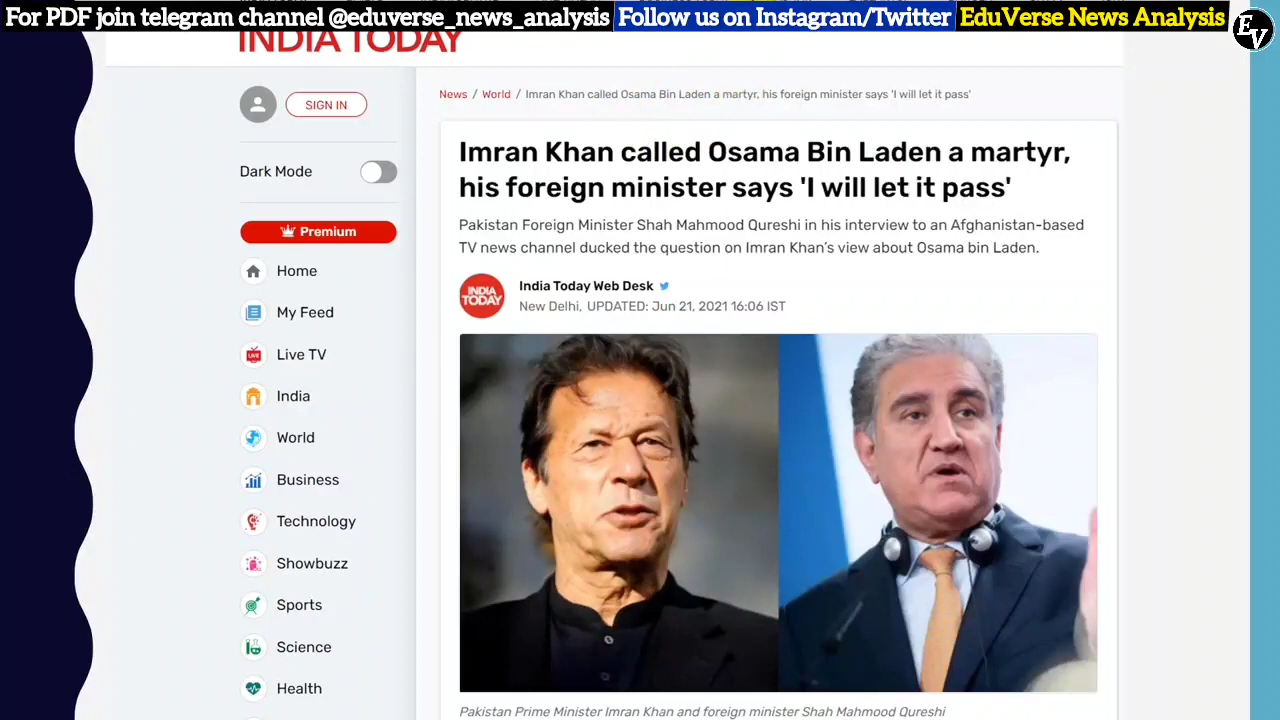 For PDF join telegram channel @eduverse_news_analysis Follow us on Instagram/Twitter EduVerse News Analysis
EV
INDIA TODAY
SIGN IN
Dark Mode
Premium
Home
My Feed
LIVE Live TV
India
World
Business
Technology
Showbuzz
Sports
Science
Health
News / World / Imran Khan called Osama Bin Laden a martyr, his foreign minister says 'I will let it pass'
Imran Khan called Osama Bin Laden a martyr,
his foreign minister says 'I will let it pass'
Pakistan Foreign Minister Shah Mahmood Qureshi in his interview to an Afghanistan-based
TV news channel ducked the question on Imran Khan’s view about Osama bin Laden.
INDIA
TODAY
India Today Web Desk
New Delhi, UPDATED: Jun 21, 2021 16:06 IST
Pakistan Prime Minister Imran Khan and foreign minister Shah Mahmood Qureshi